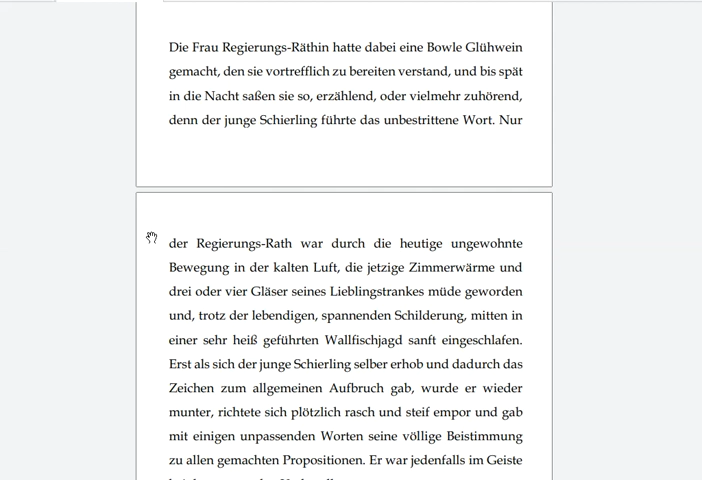 Die Frau Regierungs-Räthin hatte dabei eine Bowle Glühwein
gemacht, den sie vortrefflich zu bereiten verstand, und bis spät
in die Nacht saßen sie so, erzählend, oder vielmehr zuhörend,
denn der junge Schierling führte das unbestrittene Wort. Nur
der Regierungs-Rath war durch die heutige ungewohnte
Bewegung in der kalten Luft, die jetzige Zimmerwärme und
drei oder vier Gläser seines Lieblingstrankes müde geworden
und, trotz der lebendigen, spannenden Schilderung, mitten in
einer sehr heiß geführten Wallfischjagd sanft eingeschlafen.
Erst als sich der junge Schierling selber erhob und dadurch das
Zeichen zum allgemeinen Aufbruch gab, wurde er wieder
munter, richtete sich plötzlich rasch und steif empor und gab
mit einigen unpassenden Worten seine völlige Beistimmung
zu allen gemachten Propositionen. Er war jedenfalls im Geiste